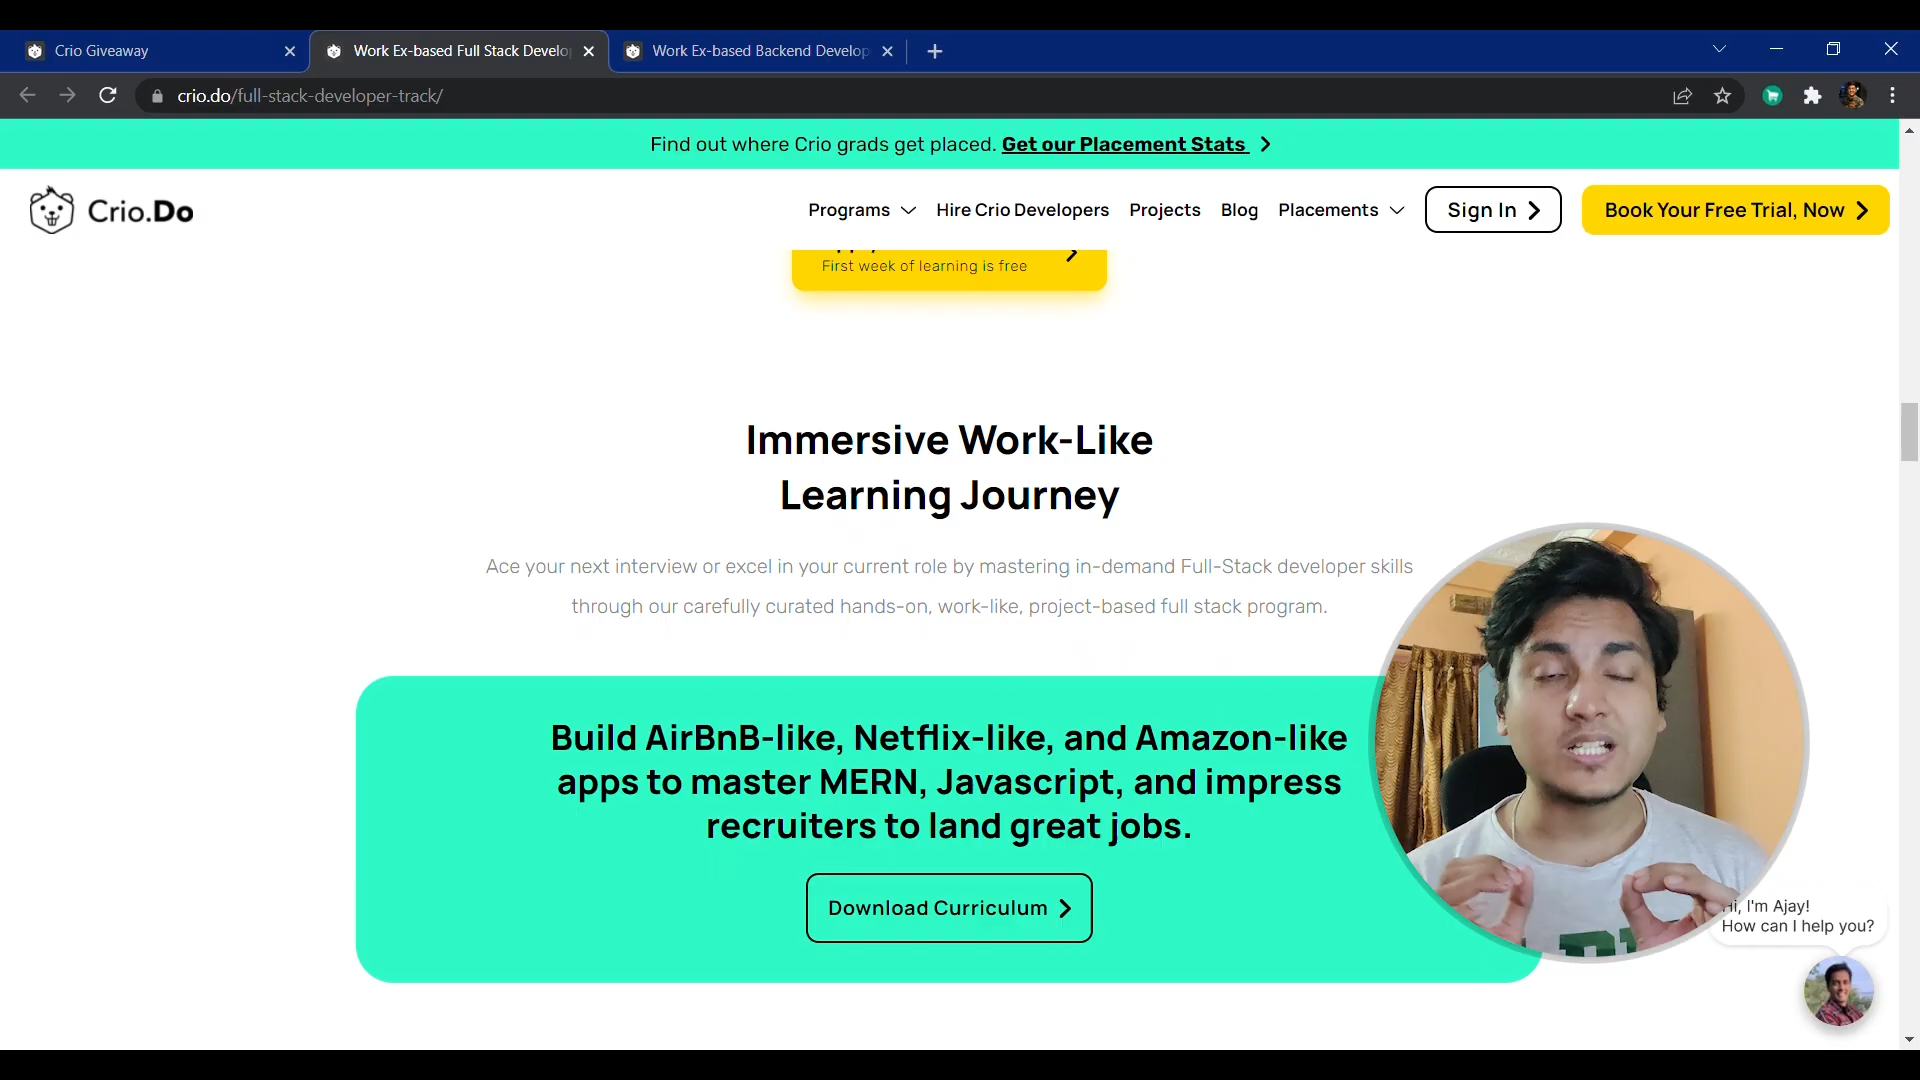 Crio Giveaway
Work Ex-based Full Stack Develo
Work Ex-based Backend Develop
crio.do/full-stack-developer-track/
Find out where Crio grads get placed. Get our Placement Stats
Crio.Do
Programs
Hire Crio Developers
Projects
Blog
Placements
Sign In
Book Your Free Trial, Now
First week of learning is free
Immersive Work-Like
Learning Journey
Ace your next interview or excel in your current role by mastering in-demand Full-Stack developer skills
through our carefully curated hands-on, work-like, project-based full stack program.
Build AirBnB-like, Netflix-like, and Amazon-like
apps to master MERN, Javascript, and impress
recruiters to land great jobs.
Download Curriculum
Hi, I'm Ajay!
How can I help you?